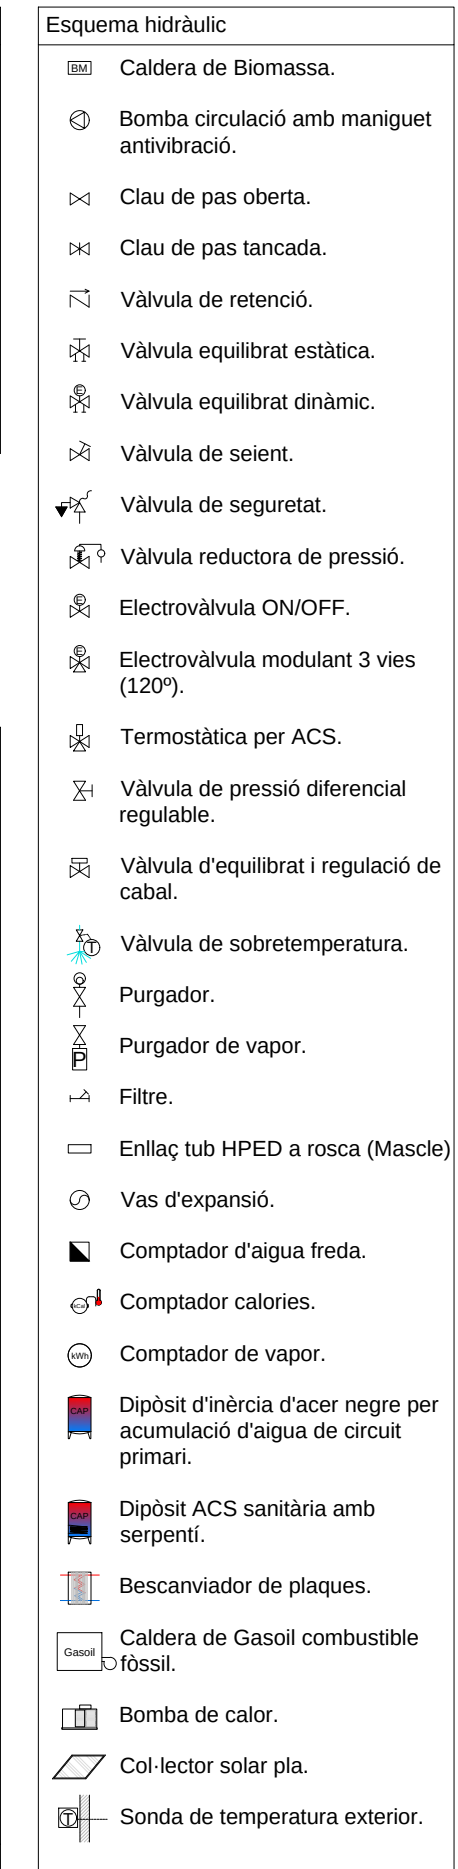 Esquema hidràulic
BM Caldera de Biomassa.
Bomba circulació amb maniguet
antivibració.
Clau de pas oberta.
Clau de pas tancada.
Vàlvula de retenció.
Vàlvula equilibrat estàtica.
E Vàlvula equilibrat dinàmic.
Vàlvula de seient.
Vàlvula de seguretat.
Vàlvula reductora de pressió.
E Electrovàlvula ON/OFF.
E Electrovàlvula modulant 3 vies
(120º).
Termostàtica per ACS.
Vàlvula de pressió diferencial
regulable.
Vàlvula d'equilibrat i regulació de
cabal.
T Vàlvula de sobretemperatura.
Purgador.
P Purgador de vapor.
Filtre.
Enllaç tub HPED a rosca (Mascle)
Vas d'expansió.
Comptador d'aigua freda.
kCal Comptador calories.
kWh Comptador de vapor.
CAP Dipòsit d'inèrcia d'acer negre per
acumulació d'aigua de circuit
primari.
CAP Dipòsit ACS sanitària amb
serpentí.
Bescanviador de plaques.
Gasoil Caldera de Gasoil combustible
fòssil.
Bomba de calor.
Col·lector solar pla.
T Sonda de temperatura exterior.